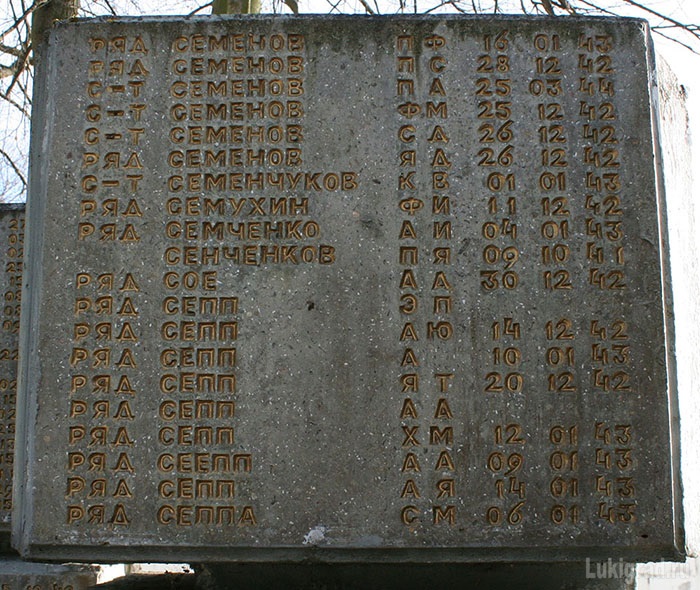 РЯД СЕМЕНОВ П Ф 16 01 43
РЯД СЕМЕНОВ П С 28 12 42
С-Т СЕМЕНОВ П А 25 03 44
С-Т СЕМЕНОВ Ф М 25 12 42
С-Т СЕМЕНОВ С Д 26 12 42
РЯД СЕМЕНОВ Я Д 26 12 42
С-Т СЕМЕНЧУКОВ К В 01 01 43
РЯД СЕМУХИН Ф И 11 12 42
РЯД СЕМЧЕНКО А И 04 01 43
СЕНЧЕНКОВ П Я 09 10 41
РЯД СОЕ А А 30 12 42
РЯД СЕПП Э П
РЯД СЕПП А Ю 14 12 42
РЯД СЕПП А 10 01 43
РЯД СЕПП Я Т 20 12 42
РЯД СЕПП А А
РЯД СЕПП Х М 12 01 43
РЯД СЕЕПП А А 09 01 43
РЯД СЕПП А Я 14 01 43
РЯД СЕППА С М 06 01 43